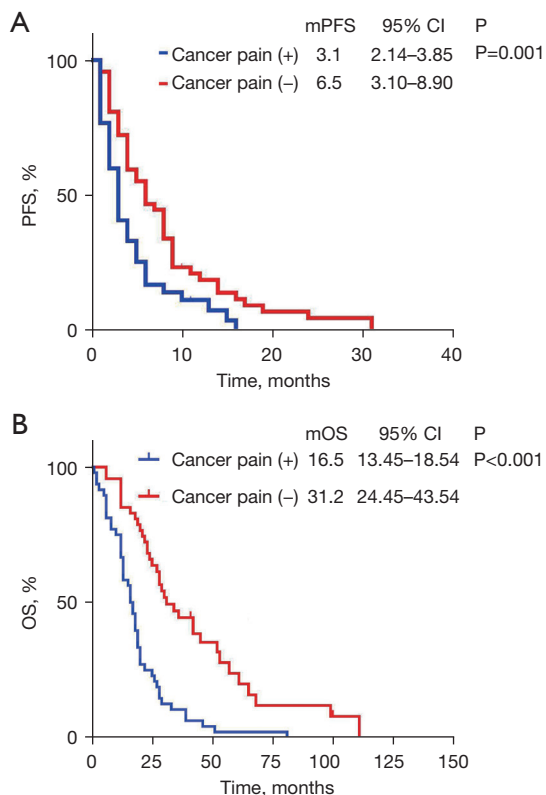 A
mPFS 95% CI P
Cancer pain (+) 3.1 2.14–3.85 P=0.001
Cancer pain (–) 6.5 3.10–8.90
100
50
0
PFS, %
0 10 20 30 40
Time, months
B
mOS 95% CI P
Cancer pain (+) 16.5 13.45–18.54 P<0.001
Cancer pain (–) 31.2 24.45–43.54
100
50
0
OS, %
0 25 50 75 100 125 150
Time, months